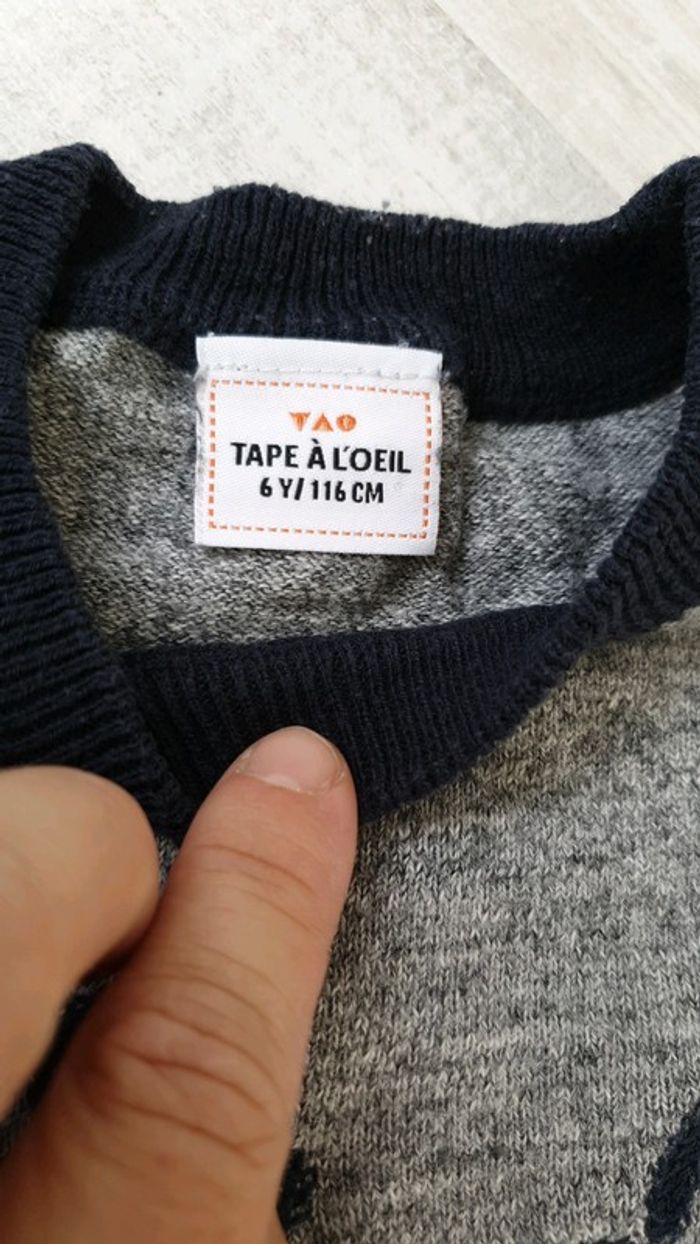 TAO
TAPE À L'OEIL
6 Y/ 116 CM